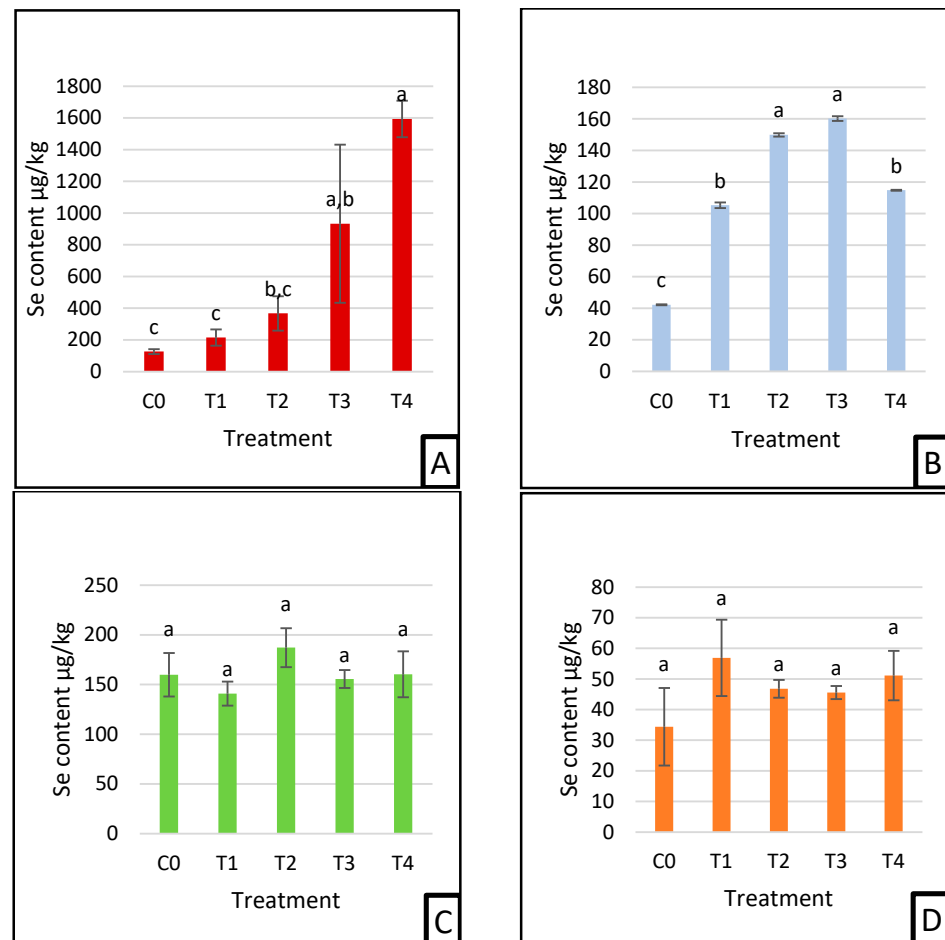 Se content µg/kg
1800
1600
1400
1200
1000
800
600
400
200
0
c
c
b,c
a,b
a
C0 T1 T2 T3 T4
Treatment
A
Se content µg/kg
180
160
140
120
100
80
60
40
20
0
c
b
a
a
b
C0 T1 T2 T3 T4
Treatment
B
Se content µg/kg
250
200
150
100
50
0
a
a
a
a
a
C0 T1 T2 T3 T4
Treatment
C
Se content µg/kg
80
70
60
50
40
30
20
10
0
a
a
a
a
a
C0 T1 T2 T3 T4
Treatment
D